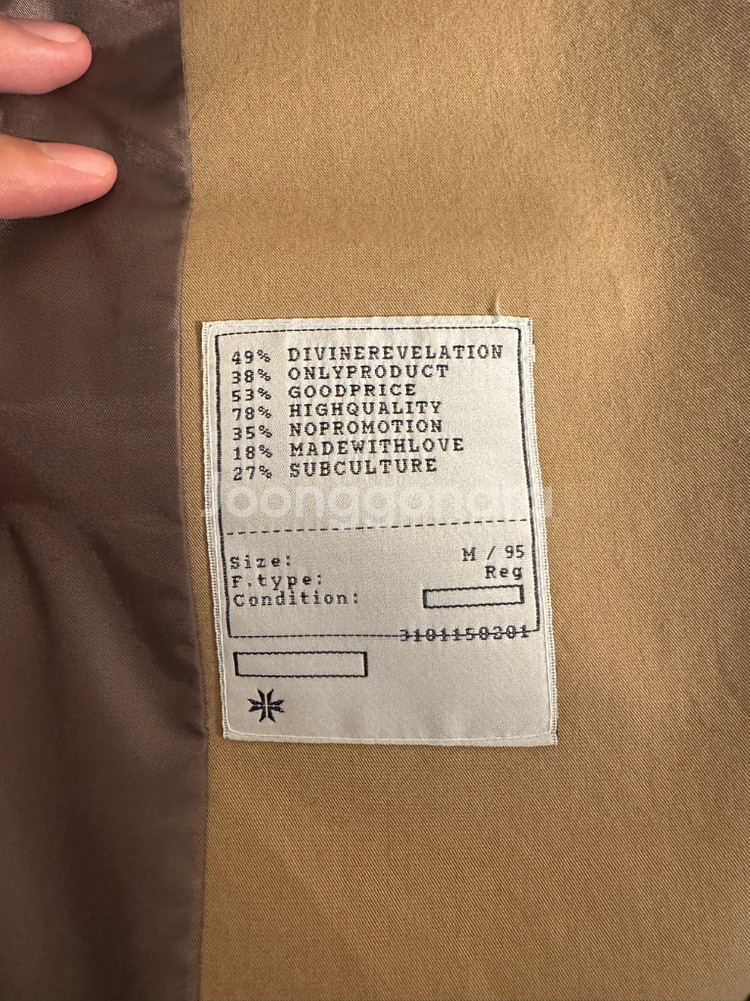 49% DIVINEREVELATION
38% ONLYPRODUCT
53% GOODPRICE
78% HIGHQUALITY
35% NOPROMOTION
18% MADEWITHLOVE
27% SUBCULTURE
Joonggonara
Size: M / 95
F.type: Reg
Condition:
3101150201